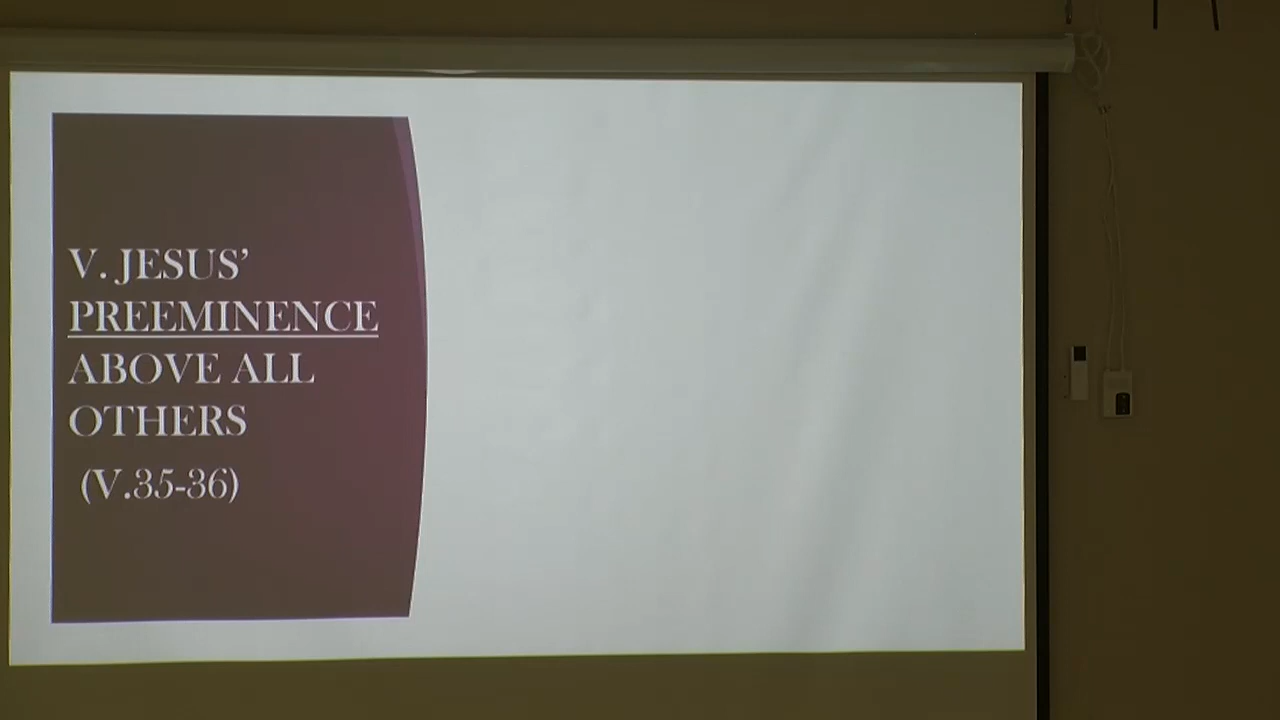 V. JESUS’
PREEMINENCE
ABOVE ALL
OTHERS
(V.35-36)